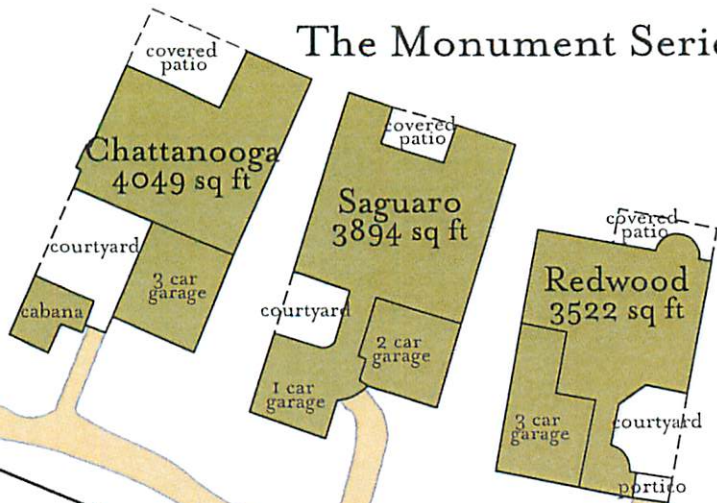 The Monument Serie
covered
patio
Chattanooga
4049 sq ft
courtyard
3 car
garage
cabana
covered
patio
Saguaro
3894 sq ft
courtyard
2 car
garage
1 car
garage
covered
patio
Redwood
3522 sq ft
3 car
garage
courtyard
portico